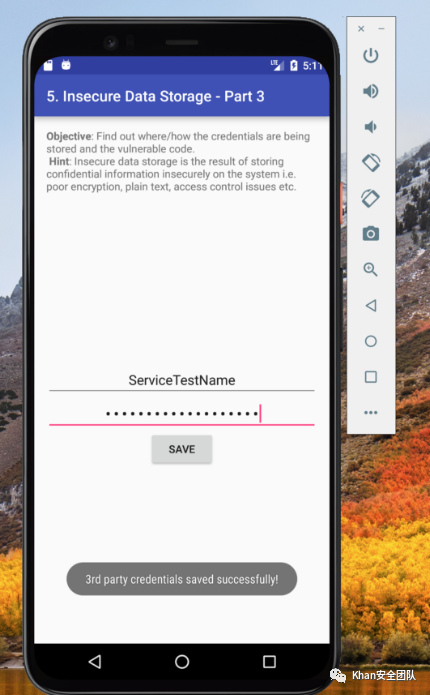 5:11
5. Insecure Data Storage - Part 3
Objective: Find out where/how the credentials are being
stored and the vulnerable code.
Hint: Insecure data storage is the result of storing
confidential information insecurely on the system i.e.
poor encryption, plain text, access control issues etc.
ServiceTestName
•••••••••••••••••••
SAVE
3rd party credentials saved successfully!
Khan安全团队